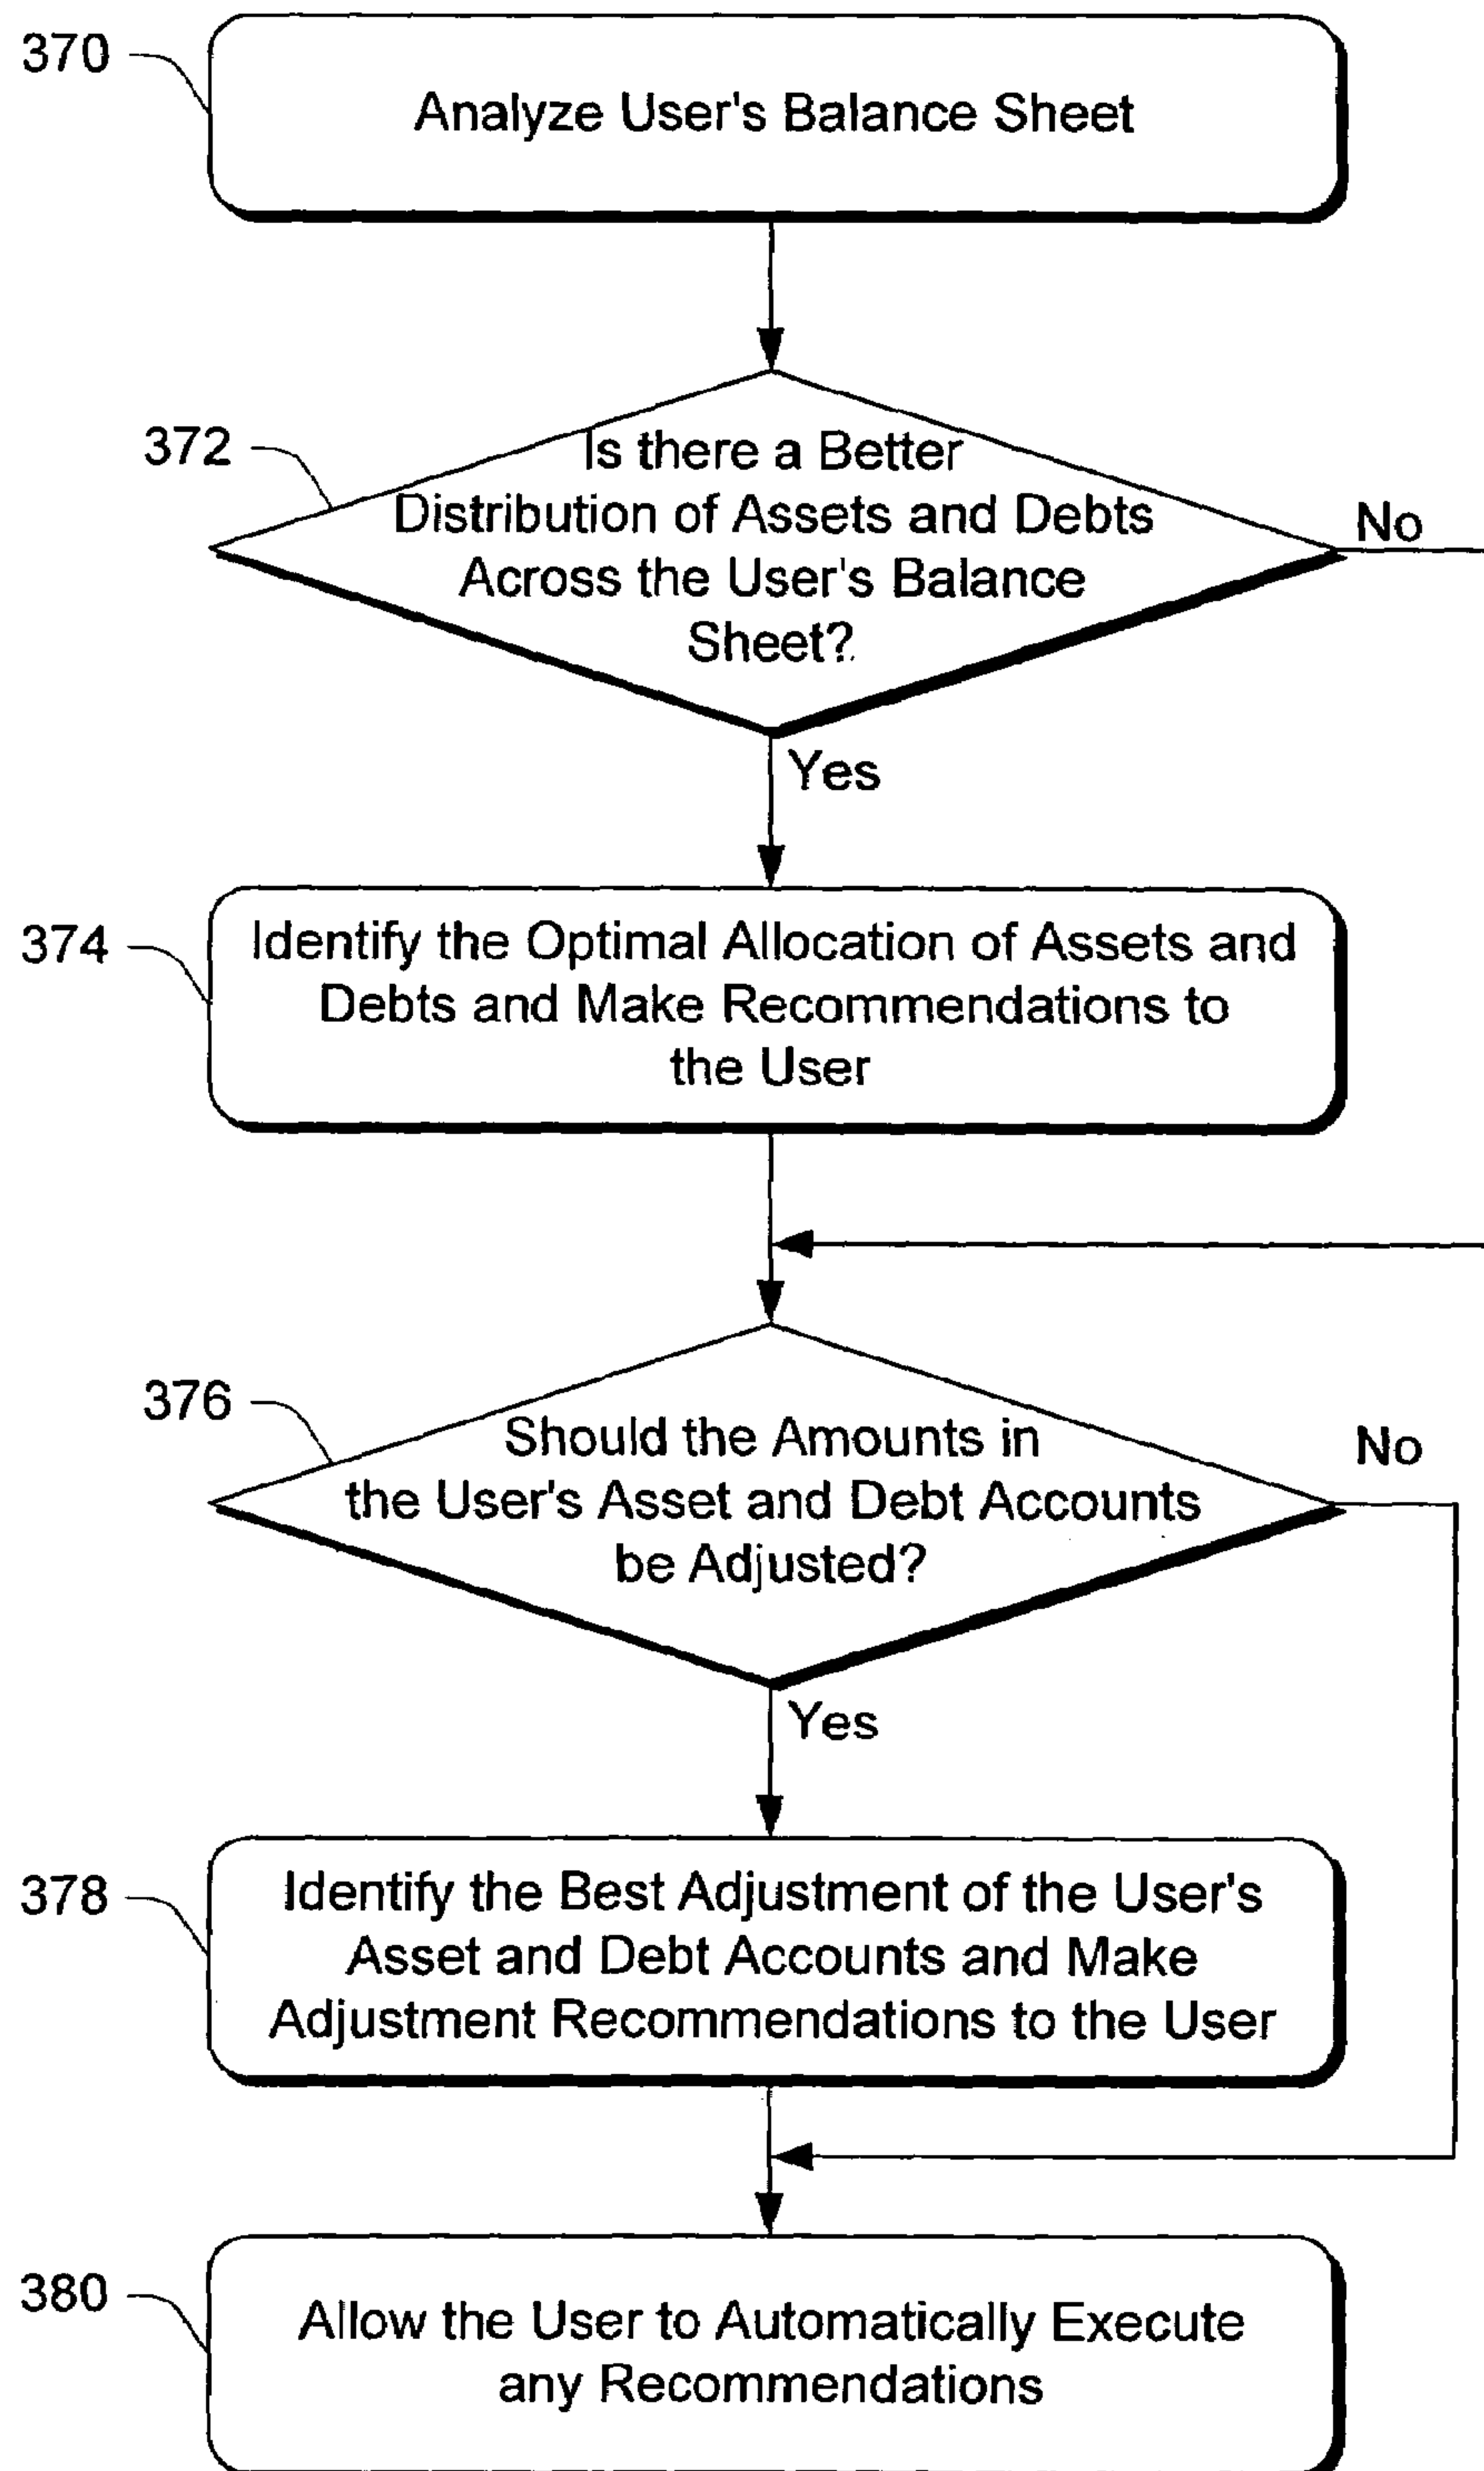 370
Analyze User's Balance Sheet
372
Is there a Better
Distribution of Assets and Debts
Across the User's Balance
Sheet?
No
Yes
374
Identify the Optimal Allocation of Assets and
Debts and Make Recommendations to
the User
376
Should the Amounts in
the User's Asset and Debt Accounts
be Adjusted?
No
Yes
378
Identify the Best Adjustment of the User's
Asset and Debt Accounts and Make
Adjustment Recommendations to the User
380
Allow the User to Automatically Execute
any Recommendations